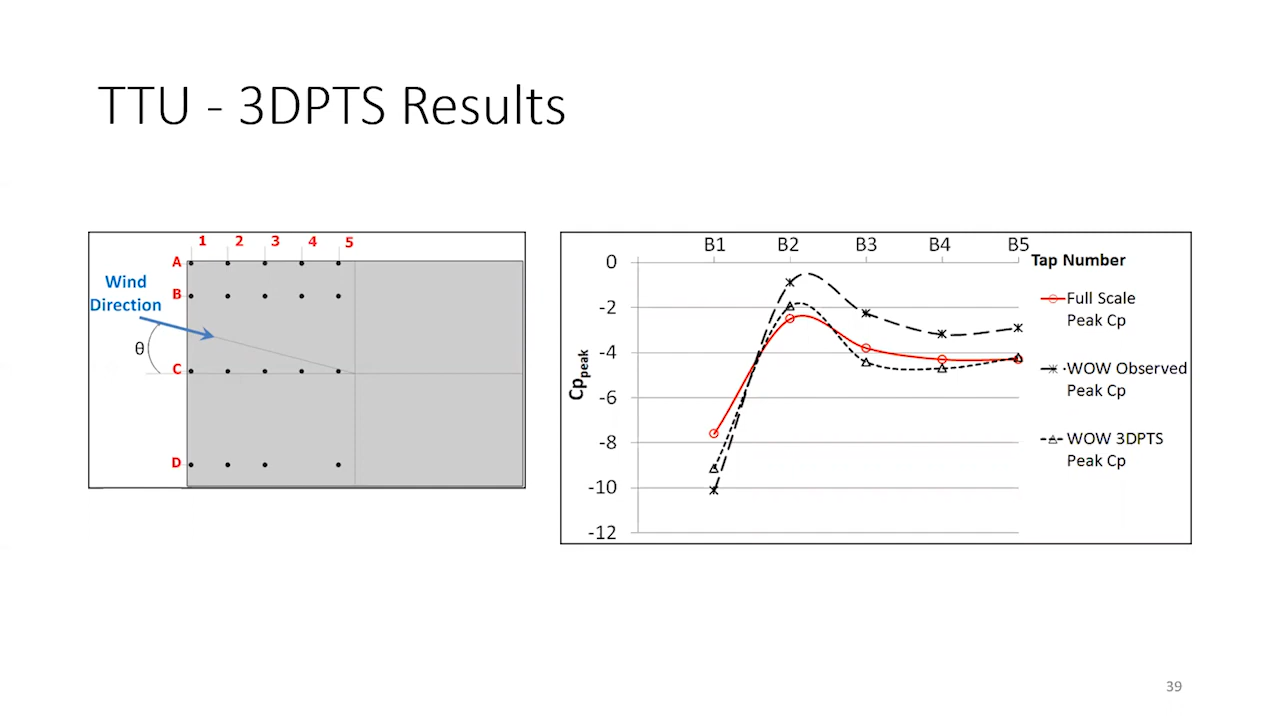 TTU - 3DPTS Results
1 2 3 4 5
A
Wind
Direction
B
θ
C
D
B1 B2 B3 B4 B5
Tap Number
0
-2
-4
-6
-8
-10
-12
Cppeak
Full Scale
Peak Cp
WOW Observed
Peak Cp
WOW 3DPTS
Peak Cp
39